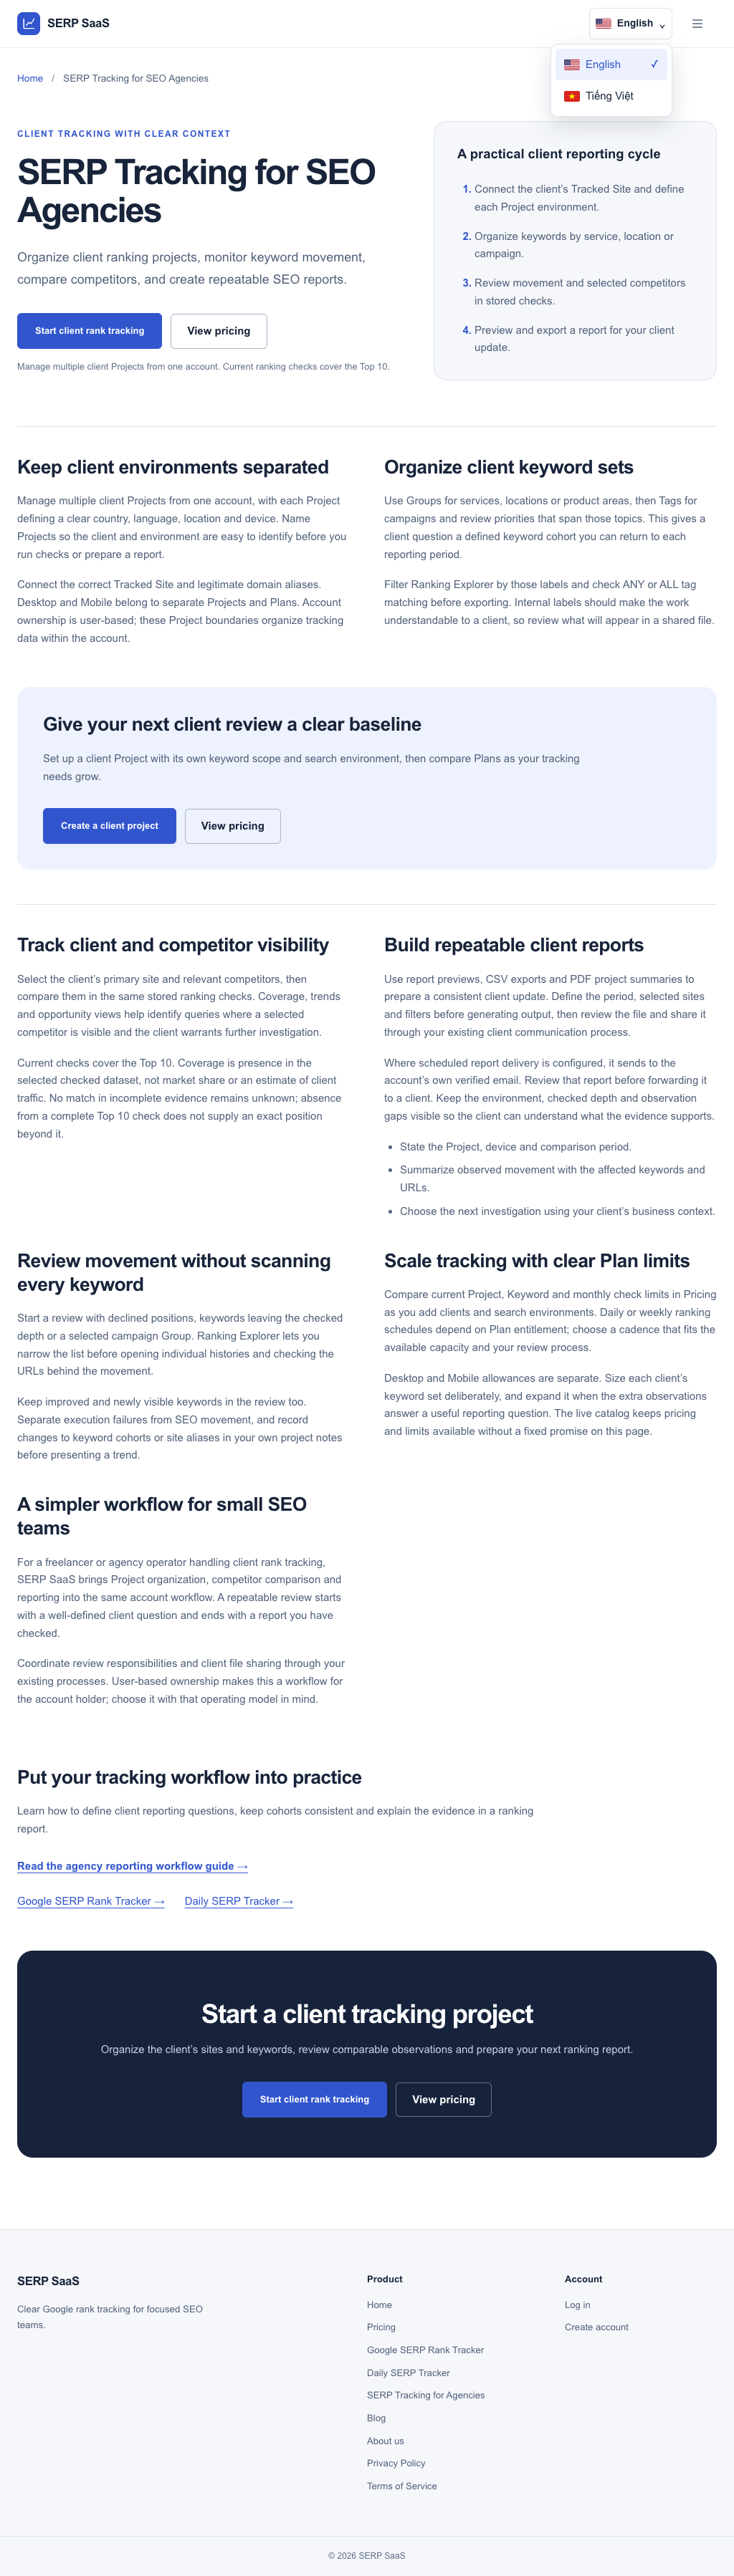 SERP SaaS
English
English ✓
Tiếng Việt
Home / SERP Tracking for SEO Agencies
CLIENT TRACKING WITH CLEAR CONTEXT
SERP Tracking for SEO
Agencies
Organize client ranking projects, monitor keyword movement,
compare competitors, and create repeatable SEO reports.
Start client rank tracking
View pricing
Manage multiple client Projects from one account. Current ranking checks cover the Top 10.
A practical client reporting cycle
1. Connect the client’s Tracked Site and define
each Project environment.
2. Organize keywords by service, location or
campaign.
3. Review movement and selected competitors
in stored checks.
4. Preview and export a report for your client
update.
Keep client environments separated
Manage multiple client Projects from one account, with each Project
defining a clear country, language, location and device. Name
Projects so the client and environment are easy to identify before you
run checks or prepare a report.
Connect the correct Tracked Site and legitimate domain aliases.
Desktop and Mobile belong to separate Projects and Plans. Account
ownership is user-based; these Project boundaries organize tracking
data within the account.
Organize client keyword sets
Use Groups for services, locations or product areas, then Tags for
campaigns and review priorities that span those topics. This gives a
client question a defined keyword cohort you can return to each
reporting period.
Filter Ranking Explorer by those labels and check ANY or ALL tag
matching before exporting. Internal labels should make the work
understandable to a client, so review what will appear in a shared file.
Give your next client review a clear baseline
Set up a client Project with its own keyword scope and search environment, then compare Plans as your tracking
needs grow.
Create a client project
View pricing
Track client and competitor visibility
Select the client’s primary site and relevant competitors, then
compare them in the same stored ranking checks. Coverage, trends
and opportunity views help identify queries where a selected
competitor is visible and the client warrants further investigation.
Current checks cover the Top 10. Coverage is presence in the
selected checked dataset, not market share or an estimate of client
traffic. No match in incomplete evidence remains unknown; absence
from a complete Top 10 check does not supply an exact position
beyond it.
Build repeatable client reports
Use report previews, CSV exports and PDF project summaries to
prepare a consistent client update. Define the period, selected sites
and filters before generating output, then review the file and share it
through your existing client communication process.
Where scheduled report delivery is configured, it sends to the
account’s own verified email. Review that report before forwarding it
to a client. Keep the environment, checked depth and observation
gaps visible so the client can understand what the evidence supports.
• State the Project, device and comparison period.
• Summarize observed movement with the affected keywords and
URLs.
• Choose the next investigation using your client’s business context.
Review movement without scanning
every keyword
Start a review with declined positions, keywords leaving the checked
depth or a selected campaign Group. Ranking Explorer lets you
narrow the list before opening individual histories and checking the
URLs behind the movement.
Keep improved and newly visible keywords in the review too.
Separate execution failures from SEO movement, and record
changes to keyword cohorts or site aliases in your own project notes
before presenting a trend.
Scale tracking with clear Plan limits
Compare current Project, Keyword and monthly check limits in Pricing
as you add clients and search environments. Daily or weekly ranking
schedules depend on Plan entitlement; choose a cadence that fits the
available capacity and your review process.
Desktop and Mobile allowances are separate. Size each client’s
keyword set deliberately, and expand it when the extra observations
answer a useful reporting question. The live catalog keeps pricing
and limits available without a fixed promise on this page.
A simpler workflow for small SEO
teams
For a freelancer or agency operator handling client rank tracking,
SERP SaaS brings Project organization, competitor comparison and
reporting into the same account workflow. A repeatable review starts
with a well-defined client question and ends with a report you have
checked.
Coordinate review responsibilities and client file sharing through your
existing processes. User-based ownership makes this a workflow for
the account holder; choose it with that operating model in mind.
Put your tracking workflow into practice
Learn how to define client reporting questions, keep cohorts consistent and explain the evidence in a ranking
report.
Read the agency reporting workflow guide →
Google SERP Rank Tracker → Daily SERP Tracker →
Start a client tracking project
Organize the client’s sites and keywords, review comparable observations and prepare your next ranking report.
Start client rank tracking
View pricing
SERP SaaS
Clear Google rank tracking for focused SEO
teams.
Product
Home
Pricing
Google SERP Rank Tracker
Daily SERP Tracker
SERP Tracking for Agencies
Blog
About us
Privacy Policy
Terms of Service
Account
Log in
Create account
© 2026 SERP SaaS